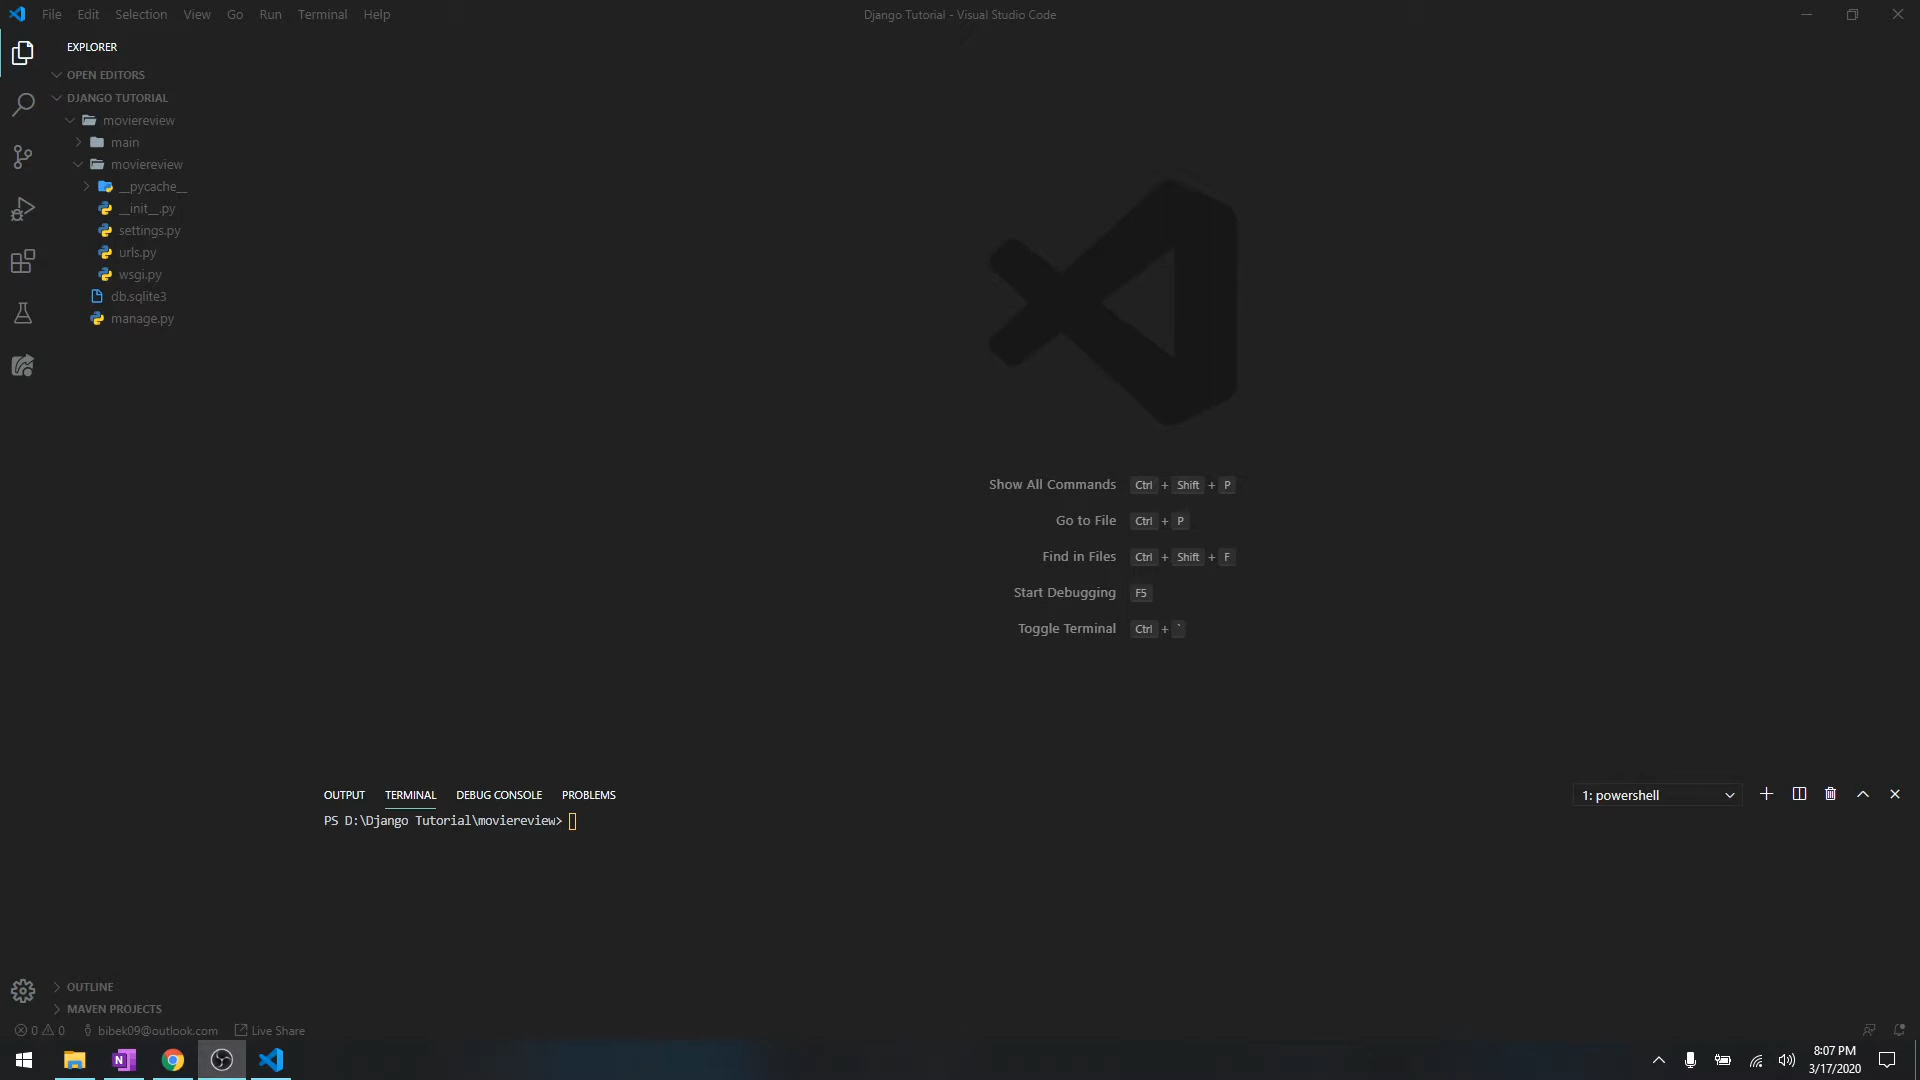 File Edit Selection View Go Run Terminal Help
Django Tutorial - Visual Studio Code
EXPLORER
OPEN EDITORS
DJANGO TUTORIAL
moviereview
main
moviereview
__pycache__
__init__.py
settings.py
urls.py
wsgi.py
db.sqlite3
manage.py
Show All Commands Ctrl + Shift + P
Go to File Ctrl + P
Find in Files Ctrl + Shift + F
Start Debugging F5
Toggle Terminal Ctrl + `
OUTPUT TERMINAL DEBUG CONSOLE PROBLEMS
1: powershell
PS D:\Django Tutorial\moviereview>
OUTLINE
MAVEN PROJECTS
0 0 bibek09@outlook.com Live Share
N
8:07 PM
3/17/2020